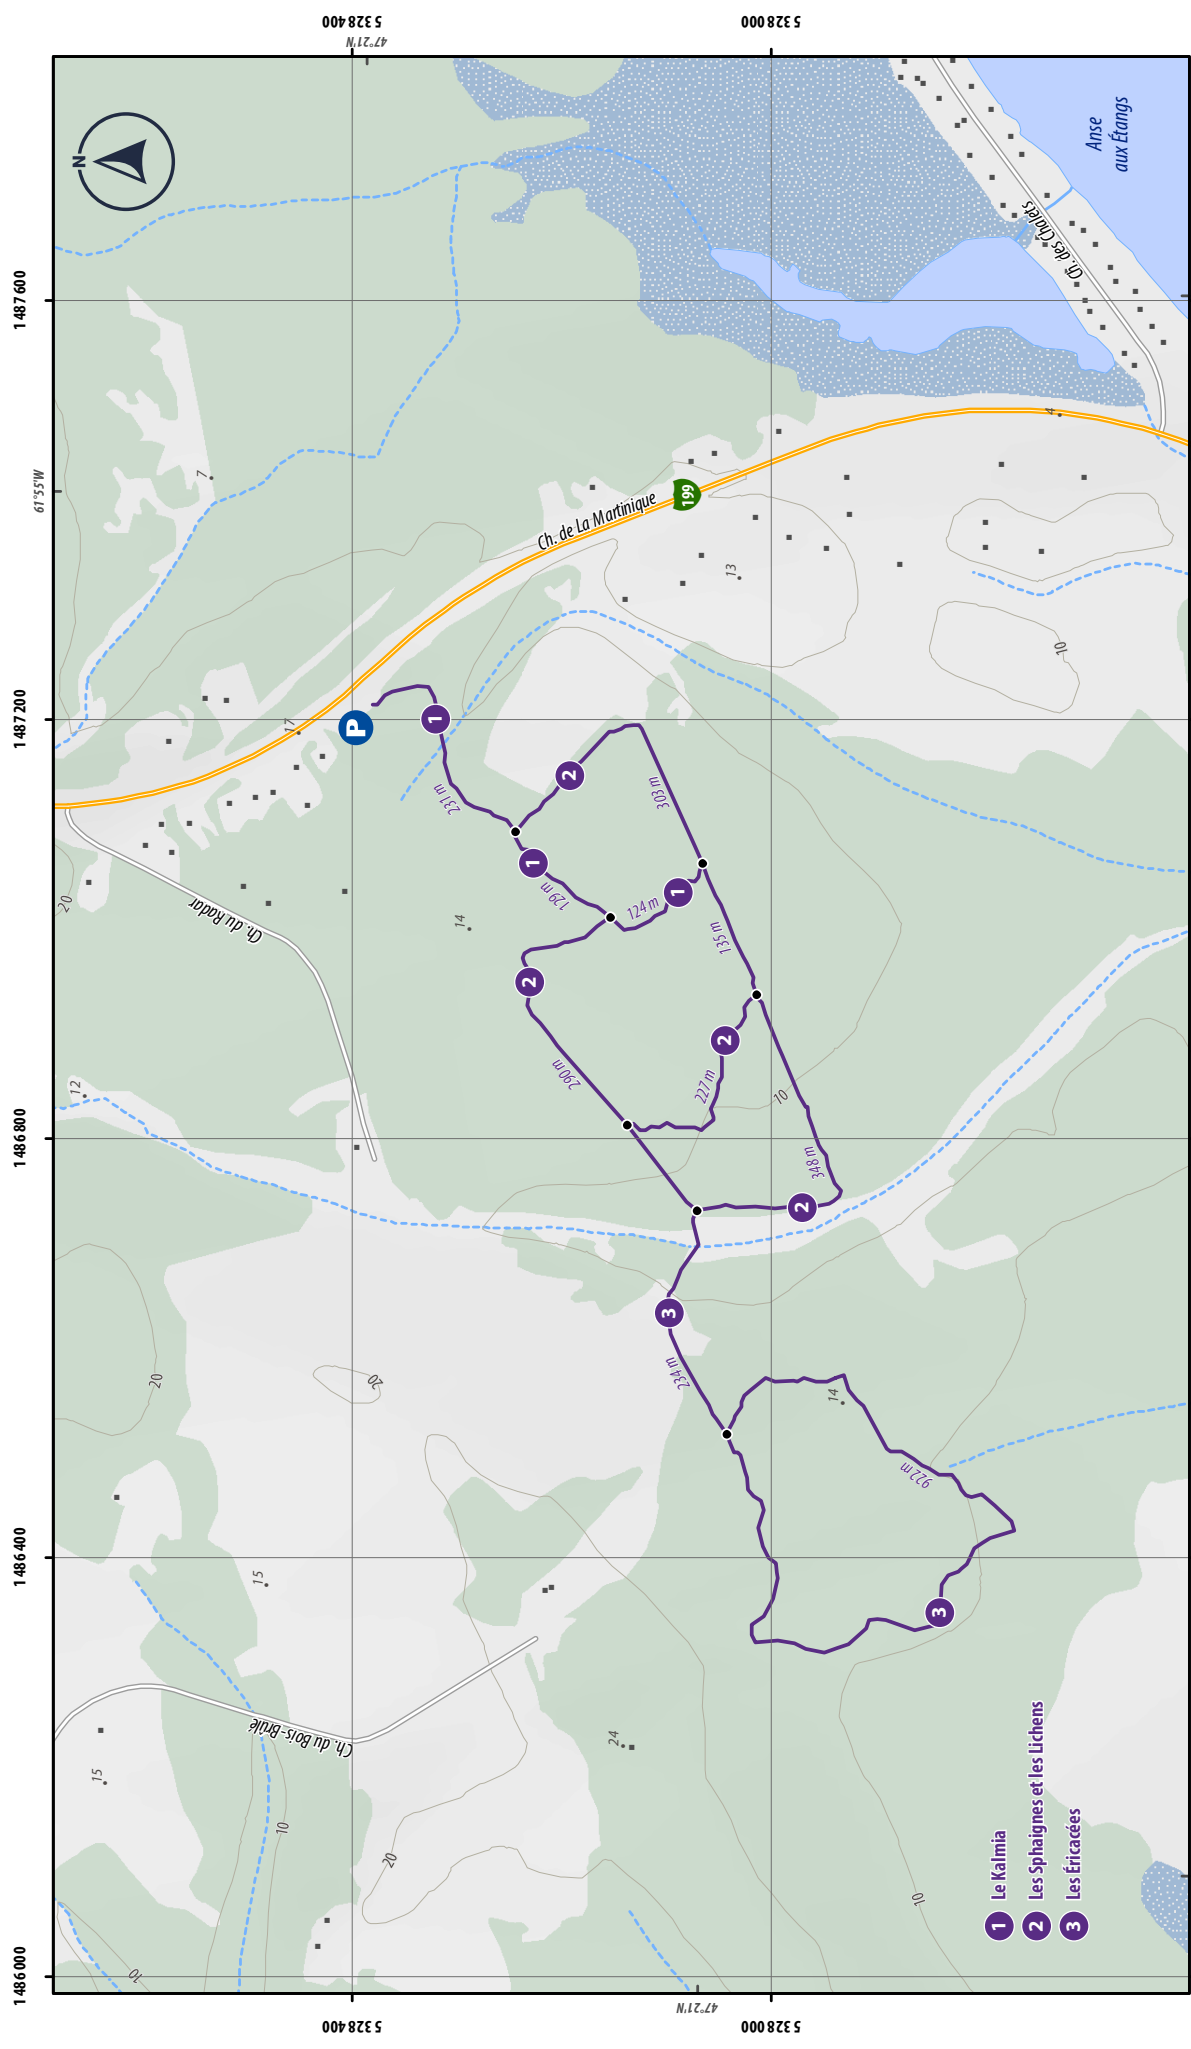 1 486 000
1 486 400
1 486 800
1 487 200
61°55'W
1 487 600
N
20
12
15
10
20
7
Ch. du Radar
15
15
10
17
Ch. du Bois-Brûlé
5 328 400
5 328 400
47°21'N
P
20
20
1
231 m
14
2
1
129 m
290 m
2
Ch. de La Martinique
24
124 m
303 m
1
199
3
234 m
47°21'N
227 m
135 m
2
13
5 328 000
5 328 000
10
2
348 m
14
922 m
3
10
1 Le Kalmia
2 Les Sphaignes et les Lichens
3 Les Éricacées
10
4
Ch. des Chalets
Anse
aux Étangs